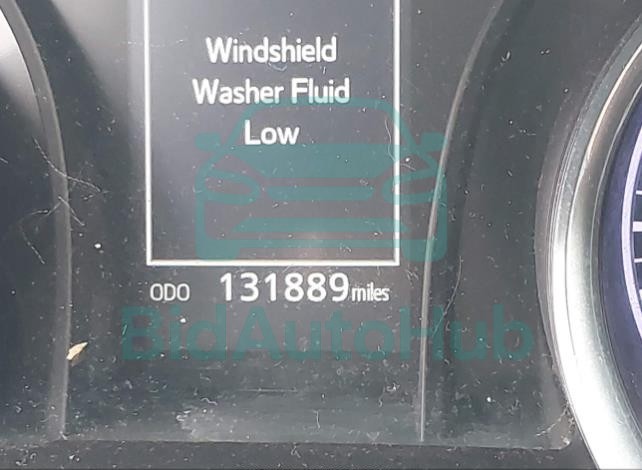 Windshield
Washer Fluid
Low
ODO 131889 miles
BidAutoHub